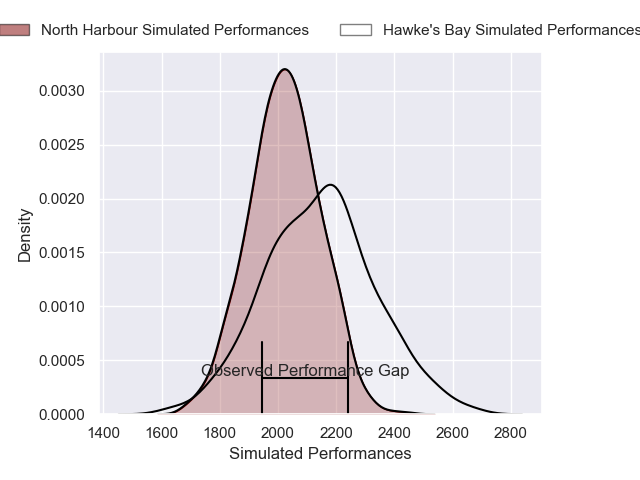 North Harbour Simulated Performances
Hawke's Bay Simulated Performances
0.0030
0.0025
0.0020
0.0015
0.0010
0.0005
0.0000
Density
Observed Performance Gap
1400 1600 1800 2000 2200 2400 2600 2800
Simulated Performances